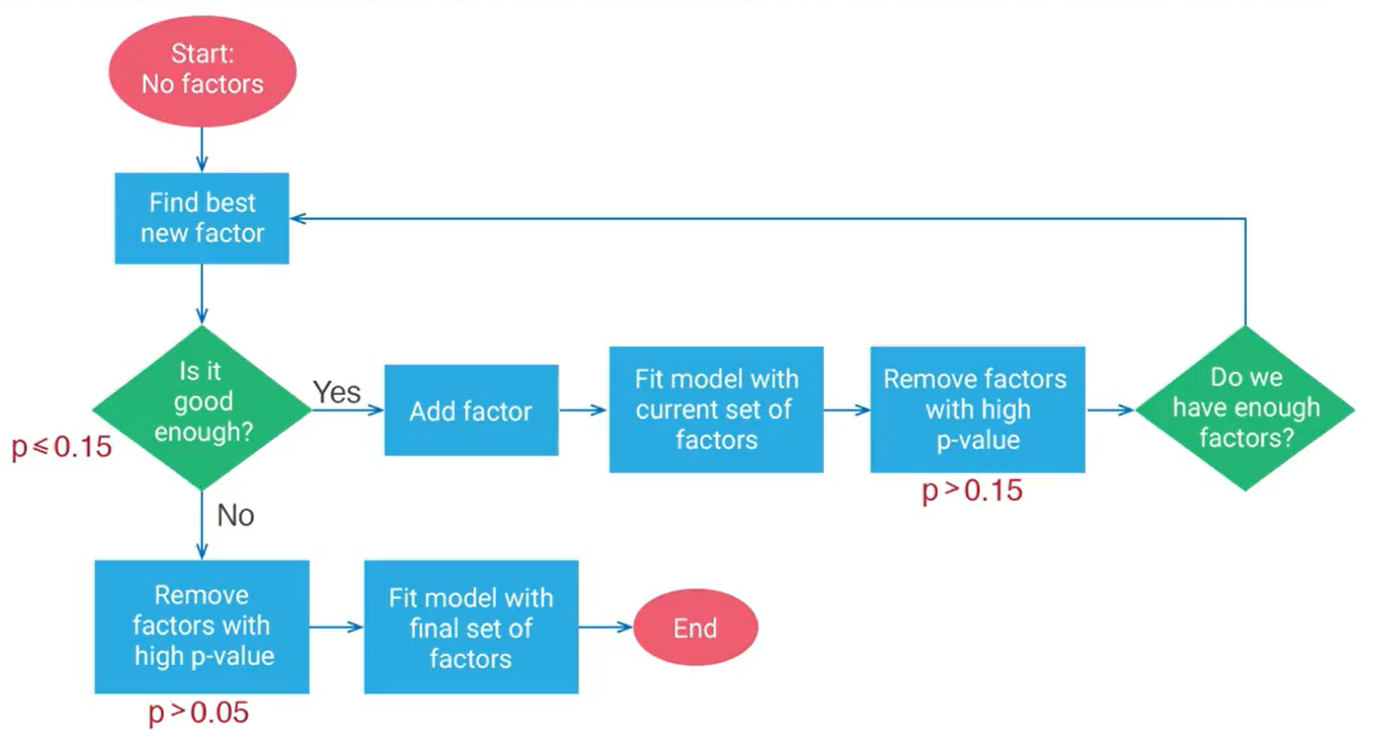 Start:
No factors
Find best
new factor
Is it
good
enough?
p≤0.15
Yes
Add factor
Fit model with
current set of
factors
Remove factors
with high
p-value
p>0.15
Do we
have enough
factors?
No
Remove
factors with
high p-value
p>0.05
Fit model with
final set of
factors
End